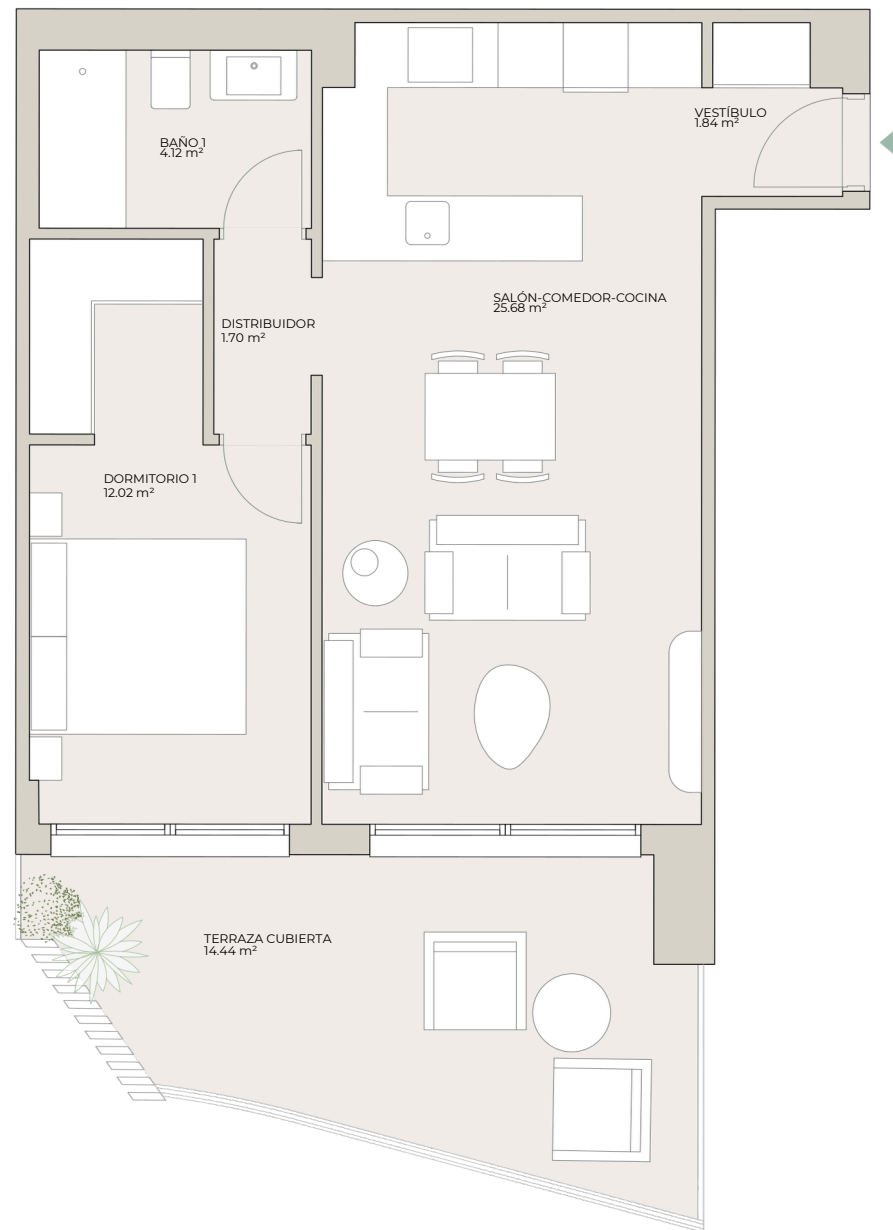 VESTÍBULO
1.84 m²
BAÑO 1
4.12 m²
SALÓN-COMEDOR-COCINA
25.68 m²
DISTRIBUIDOR
1.70 m²
DORMITORIO 1
12.02 m²
TERRAZA CUBIERTA
14.44 m²